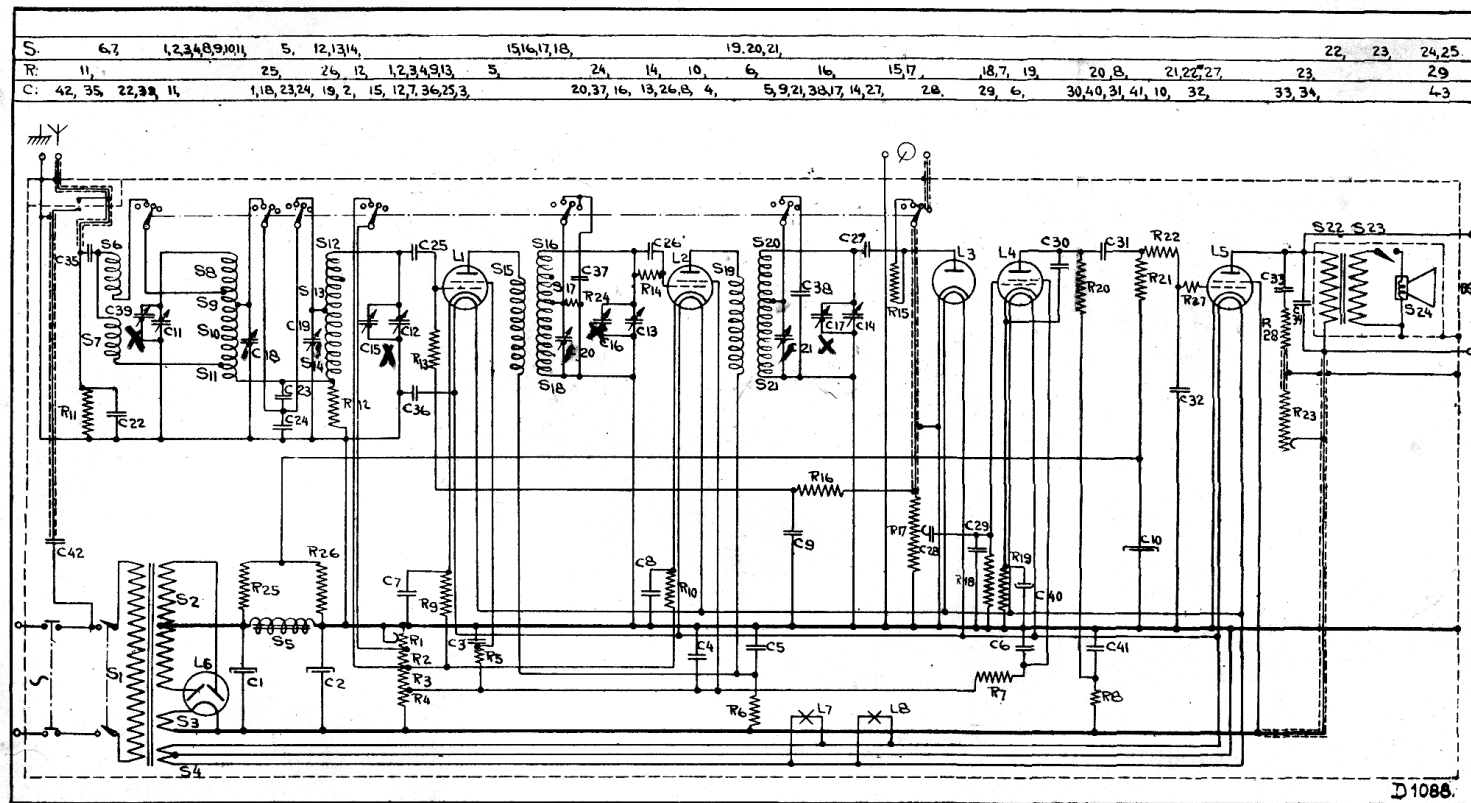 S. 6,7, 1,2,3,4,8,9,10,11, 5, 12,13,14, 15,16,17,18, 19,20,21, 22, 23, 24,25.
R: 11, 25, 26, 12, 1,2,3,4,9,13, 5, 24, 14, 10, 6, 16, 15,17, 18,7, 19, 20,8, 21,22,27, 23, 29
C: 42, 35, 22,39, 11, 1,18,23,24, 19, 2, 15, 12,7,36,25,3, 20,37, 16, 13,26,8, 4, 5,9,21,38,17, 14,27, 28, 29, 6, 30,40,31, 41, 10, 32, 33,34, 43
S22 S23
S6 S8 S12 C25 L1 S16 C26 L2 S20 C27 L3 L4 C30 C31 R22 L5
C35 S15 C37 R14 S19 C38 R21 C33
S9 S13 S17 R24 R15 R20 R27 S24
C39 C11 S10 C19 C15 C12 C16 C13 C17 C14 C34
S7 C18 S14 R13 C20 C21 R28
S11 S18 S21
R11 C22 C23 R12 C36 C32 R23
C24
R16
C42 C9 R17 C28 C29 C10
R26 C7 C8 R19
R25 R9 R10 R18 C40
S2
S5 R1 C3 C4 C5 C6 C41
S1 L6 R2 R5
S C1 C2 R3 R7 R8
R4 R6 L7 L8
S3
S4
D1088.